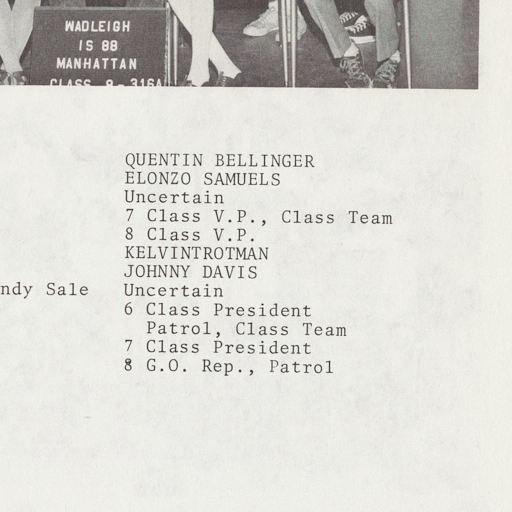 WADLEIGH
IS 88
MANHATTAN
CLASS 8-316A
QUENTIN BELLINGER
ELONZO SAMUELS
Uncertain
7 Class V.P., Class Team
8 Class V.P.
KELVINTROTMAN
JOHNNY DAVIS
ndy Sale
Uncertain
6 Class President
Patrol, Class Team
7 Class President
8 G.O. Rep., Patrol